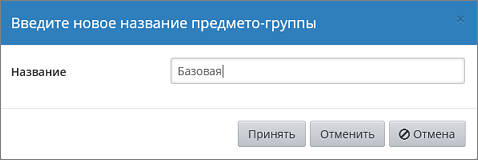 Введите новое название предмето-группы
Название
Базовая
Принять
Отменить
Отмена